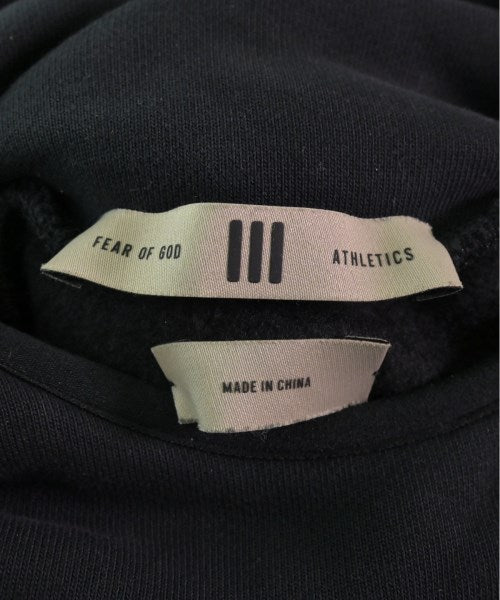 FEAR OF GOD
ATHLETICS
MADE IN CHINA